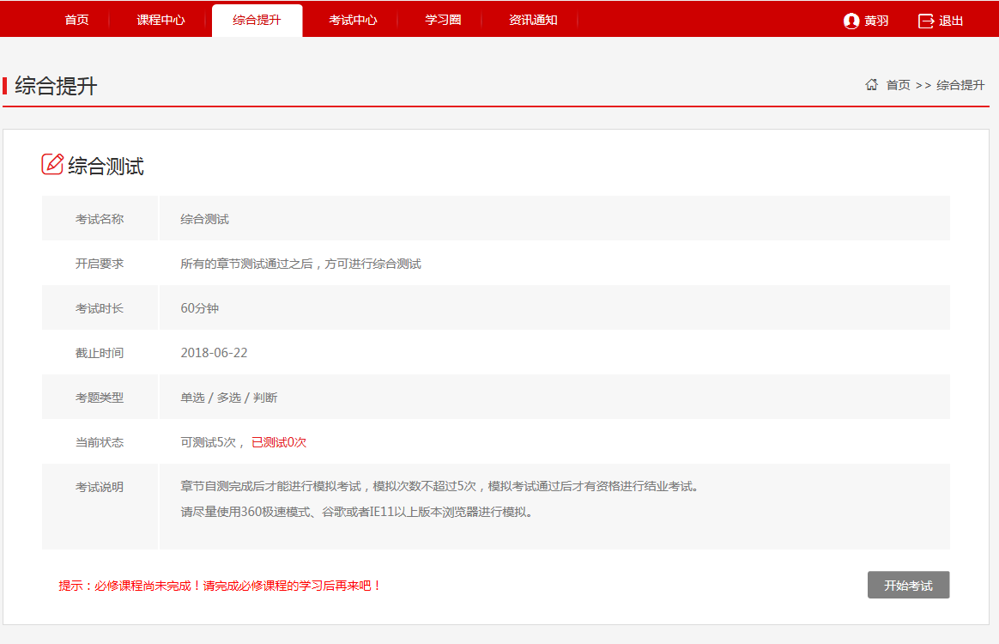 首页 课程中心 综合提升 考试中心 学习圈 资讯通知 黄羽 退出
综合提升 首页 >> 综合提升
综合测试
考试名称 综合测试
开启要求 所有的章节测试通过之后，方可进行综合测试
考试时长 60分钟
截止时间 2018-06-22
考题类型 单选 / 多选 / 判断
当前状态 可测试5次， 已测试0次
考试说明 章节自测完成后才能进行模拟考试，模拟次数不超过5次，模拟考试通过后才有资格进行结业考试。
请尽量使用360极速模式、谷歌或者IE11以上版本浏览器进行模拟。
提示：必修课程尚未完成！请完成必修课程的学习后再来吧！ 开始考试